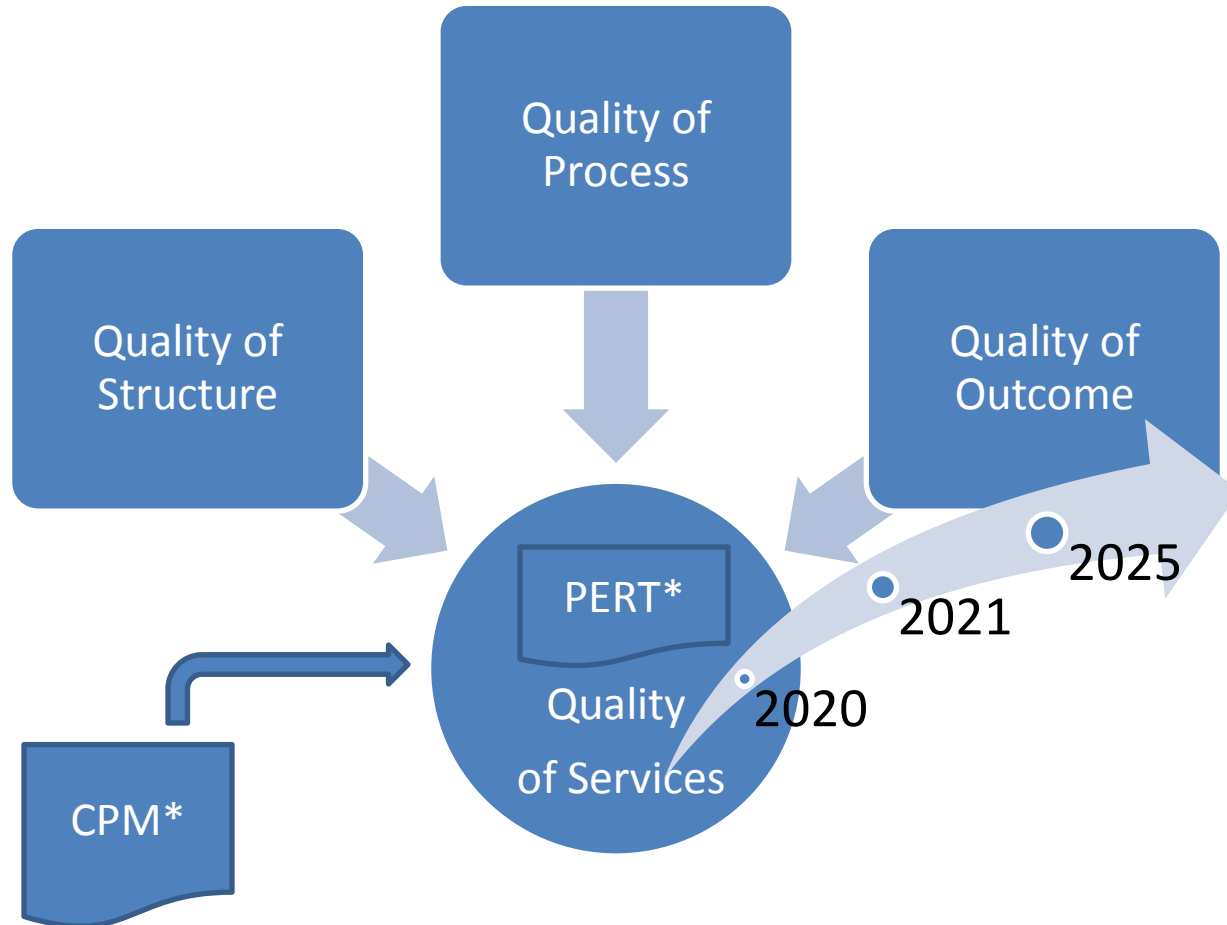 Quality of
Process
Quality of
Structure
Quality of
Outcome
PERT*
Quality
of Services
2020
2021
2025
CPM*